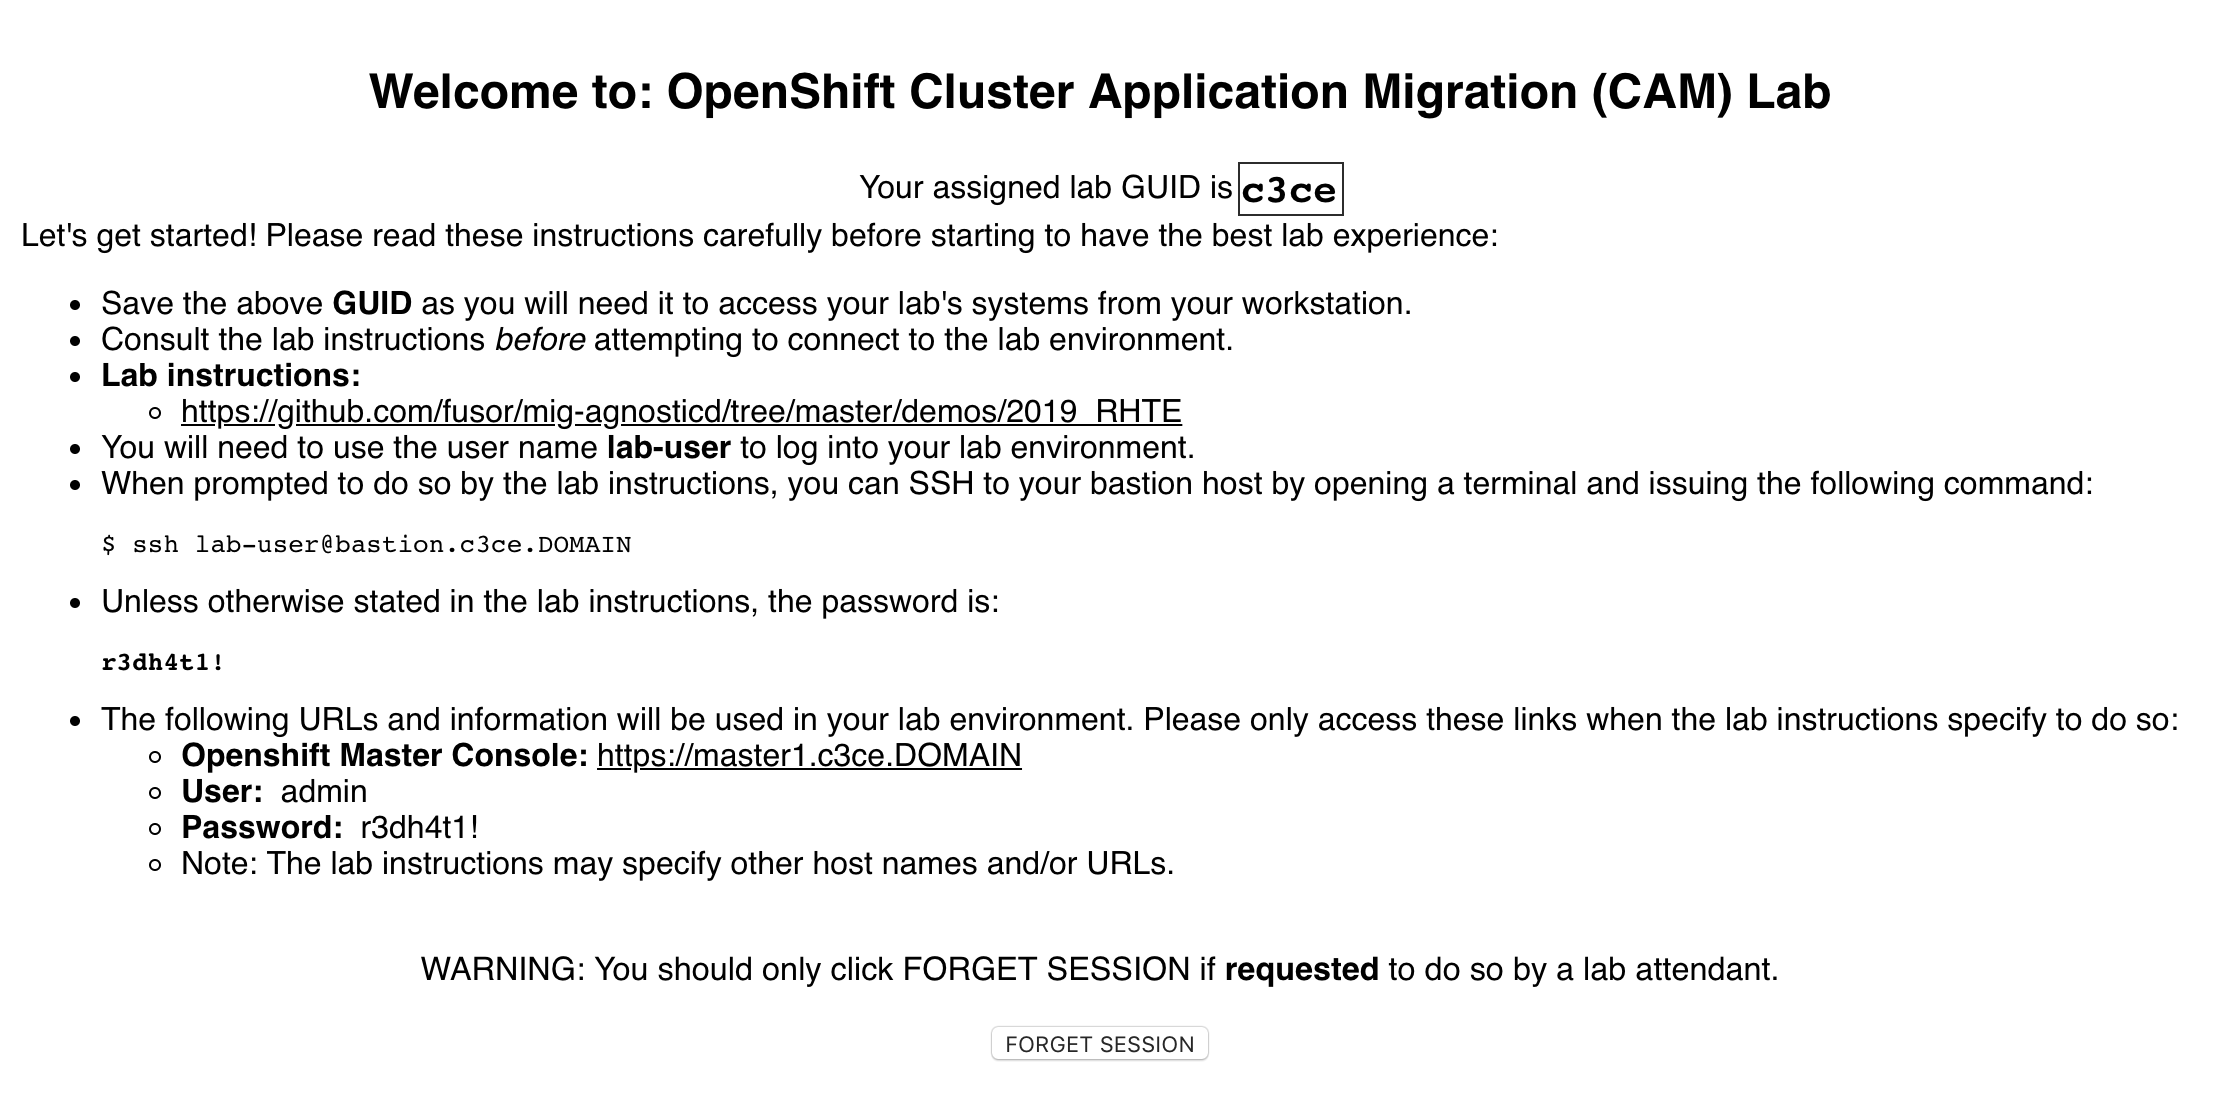 Welcome to: OpenShift Cluster Application Migration (CAM) Lab
Your assigned lab GUID is c3ce
Let's get started! Please read these instructions carefully before starting to have the best lab experience:
• Save the above GUID as you will need it to access your lab's systems from your workstation.
• Consult the lab instructions before attempting to connect to the lab environment.
• Lab instructions:
◦ https://github.com/fusor/mig-agnosticd/tree/master/demos/2019_RHTE
• You will need to use the user name lab-user to log into your lab environment.
• When prompted to do so by the lab instructions, you can SSH to your bastion host by opening a terminal and issuing the following command:
$ ssh lab-user@bastion.c3ce.DOMAIN
• Unless otherwise stated in the lab instructions, the password is:
r3dh4t1!
• The following URLs and information will be used in your lab environment. Please only access these links when the lab instructions specify to do so:
◦ Openshift Master Console: https://master1.c3ce.DOMAIN
◦ User: admin
◦ Password: r3dh4t1!
◦ Note: The lab instructions may specify other host names and/or URLs.
WARNING: You should only click FORGET SESSION if requested to do so by a lab attendant.
FORGET SESSION